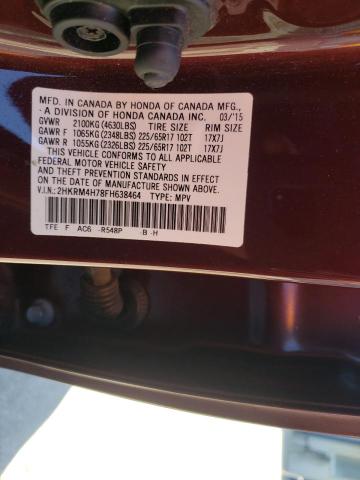 MFD. IN CANADA BY HONDA OF CANADA MFG.,
- A DIVISION OF HONDA CANADA INC. 03/'15
GVWR 2100KG(4630LBS) TIRE SIZE RIM SIZE
GAWR F 1065KG(2348LBS) 225/65R17 102T 17X7J
GAWR R 1055KG(2326LBS) 225/65R17 102T 17X7J
THIS VEHICLE CONFORMS TO ALL APPLICABLE
FEDERAL MOTOR VEHICLE SAFETY
AND THEFT PREVENTION STANDARDS IN EFFECT
ON THE DATE OF MANUFACTURE SHOWN ABOVE.
V.I.N.: 2HKRM4H78FH638464 TYPE: MPV
TFE F AC6 -R548P -B -H